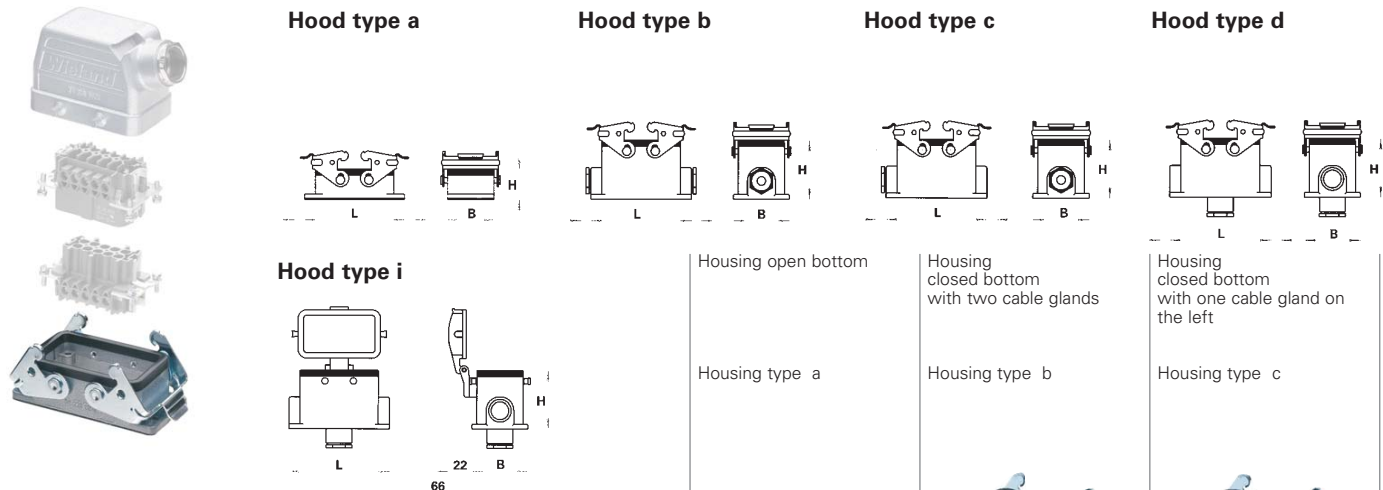 Hood type a
Hood type b
Hood type c
Hood type d
Wieland
H
L
B
H
L
B
H
L
B
H
L
B
Hood type i
H
L
22
B
66
Housing open bottom
Housing type a
Housing
closed bottom
with two cable glands
Housing type b
Housing
closed bottom
with one cable gland on
the left
Housing type c